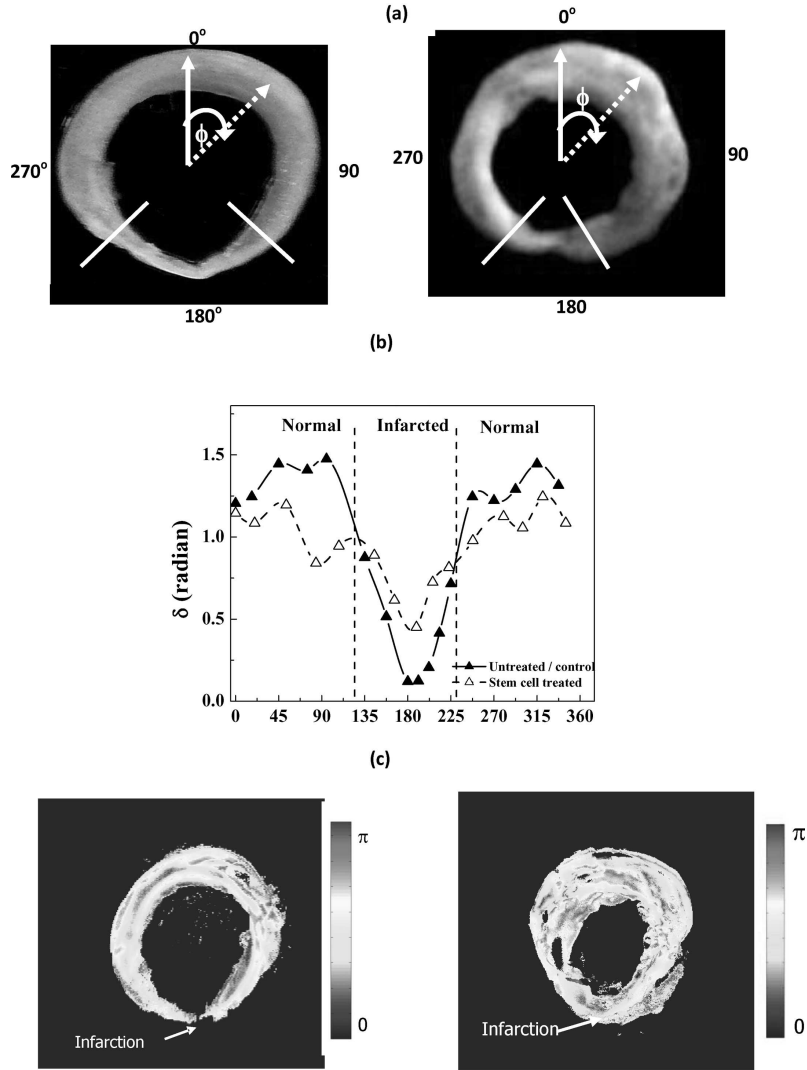 (a)
0°
0°
ϕ
ϕ
270°
90
270
90
180°
180
(b)
Normal
Infarcted
Normal
1.5
1.0
0.5
0.0
δ (radian)
Untreated / control
Stem cell treated
0 45 90 135 180 225 270 315 360
(c)
π
0
Infarction
π
0
Infarction